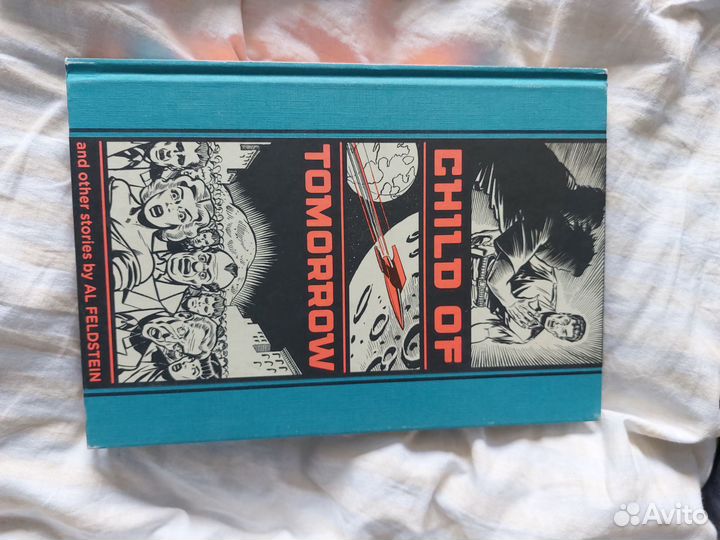 CHILD OF
TOMORROW
and other stories by AL FELDSTEIN
Avito